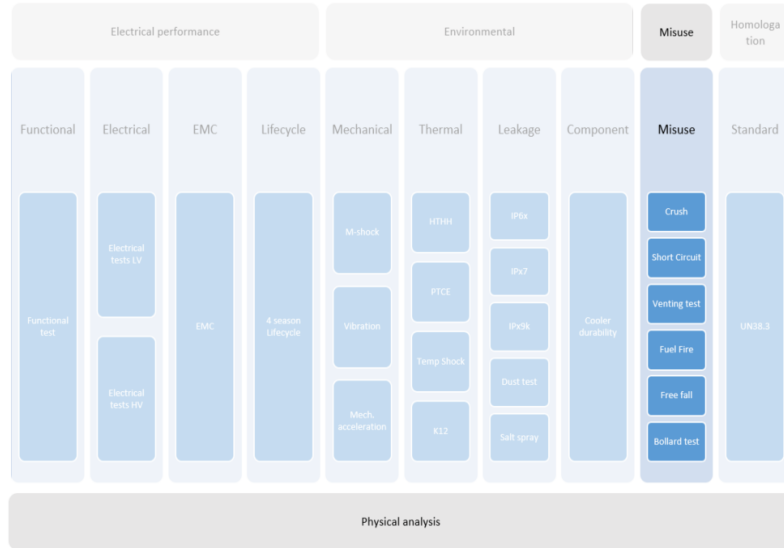 Electrical performance
Environmental
Misuse
Homologa
tion
Functional
Electrical
EMC
Lifecycle
Mechanical
Thermal
Leakage
Component
Misuse
Standard
Functional
test
Electrical
tests LV
Electrical
tests HV
EMC
4 season
Lifecycle
M-shock
Vibration
Mech.
acceleration
HTHH
PTCE
Temp Shock
K12
IP6x
IPx7
IPx9k
Dust test
Salt spray
Cooler
durability
Crush
Short Circuit
Venting test
Fuel Fire
Free fall
Bollard test
UN38.3
Physical analysis